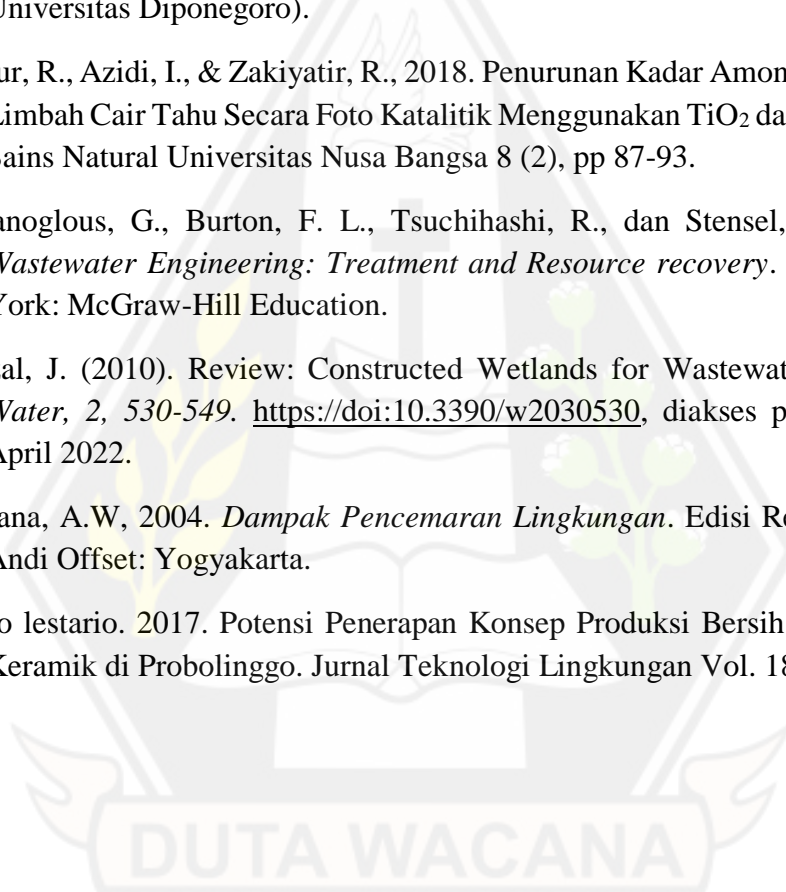 Universitas Diponegoro).
ur, R., Azidi, I., & Zakiyatir, R., 2018. Penurunan Kadar Amon
Limbah Cair Tahu Secara Foto Katalitik Menggunakan TiO₂ da
Sains Natural Universitas Nusa Bangsa 8 (2), pp 87-93.
anoglous, G., Burton, F. L., Tsuchihashi, R., dan Stensel,
Wastewater Engineering: Treatment and Resource recovery.
York: McGraw-Hill Education.
al, J. (2010). Review: Constructed Wetlands for Wastewat
Water, 2, 530-549. https://doi:10.3390/w2030530, diakses p
April 2022.
ana, A.W, 2004. Dampak Pencemaran Lingkungan. Edisi Re
Andi Offset: Yogyakarta.
o lestario. 2017. Potensi Penerapan Konsep Produksi Bersih
Keramik di Probolinggo. Jurnal Teknologi Lingkungan Vol. 18
DUTA WACANA